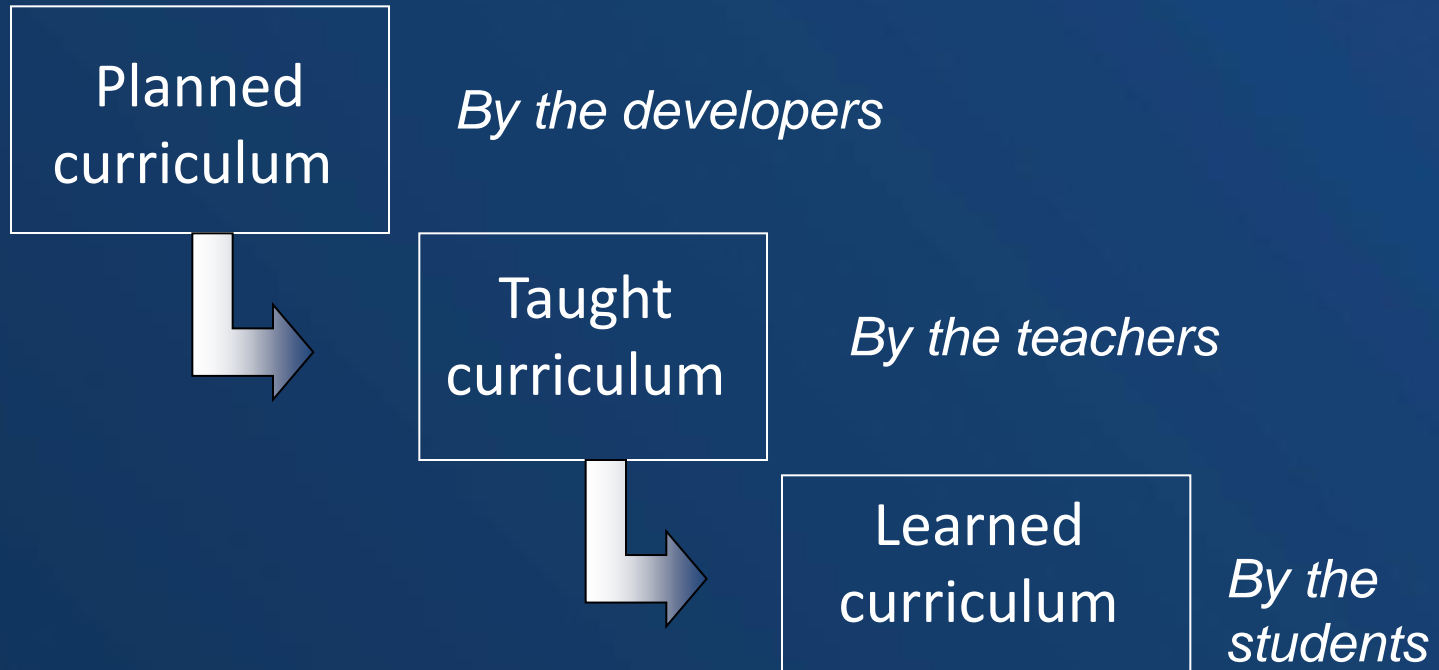 Planned
curriculum
By the developers
Taught
curriculum
By the teachers
Learned
curriculum
By the
students